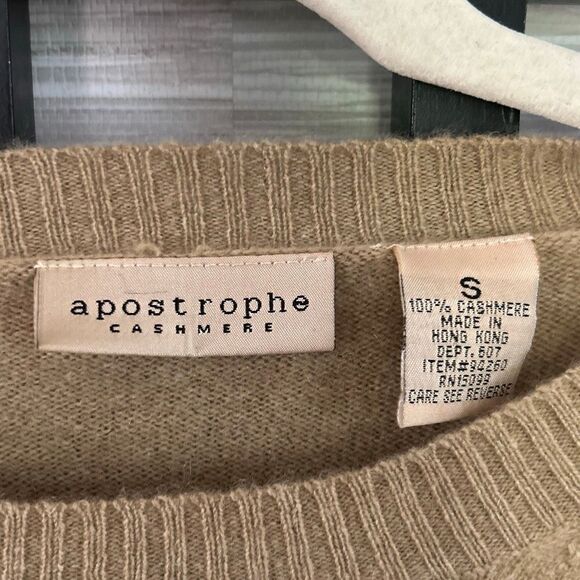 apostrophe
CASHMERE
S
100% CASHMERE
MADE IN
HONG KONG
DEPT. 607
ITEM#94260
RN15099
CARE SEE REVERSE